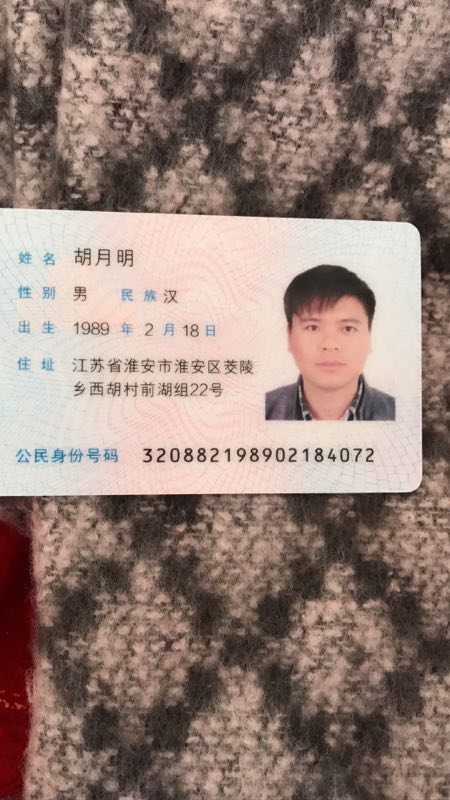 姓名 胡月明
性别 男 民族 汉
出生 1989 年 2 月 18 日
住址 江苏省淮安市淮安区茭陵
乡西胡村前湖组22号
公民身份号码 320882198902184072